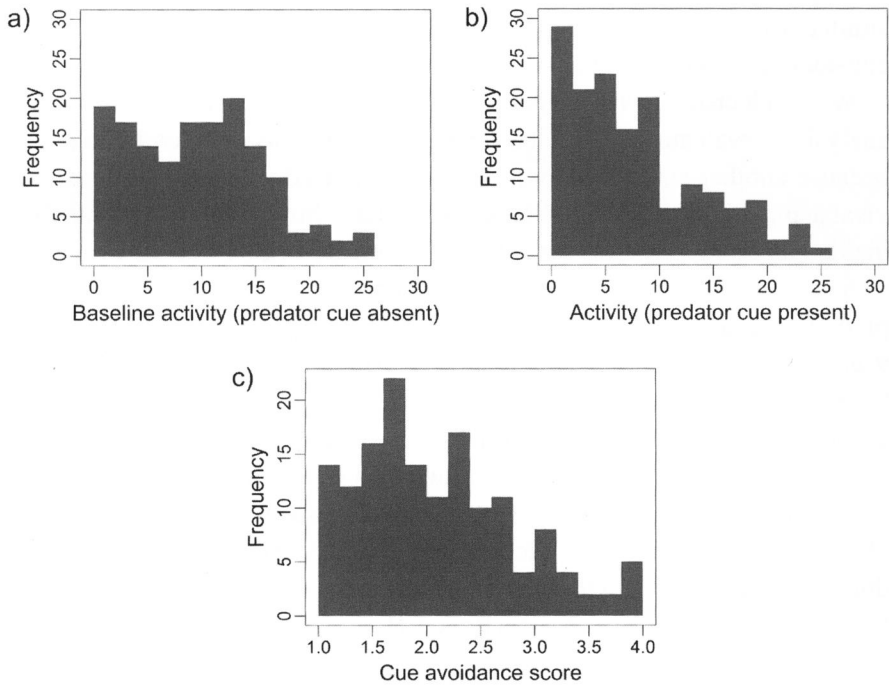 a)
30
25
20
15
10
5
0
Frequency
0 5 10 15 20 25 30
Baseline activity (predator cue absent)
b)
30
25
20
15
10
5
0
Frequency
0 5 10 15 20 25 30
Activity (predator cue present)
c)
20
15
10
5
0
Frequency
1.0 1.5 2.0 2.5 3.0 3.5 4.0
Cue avoidance score